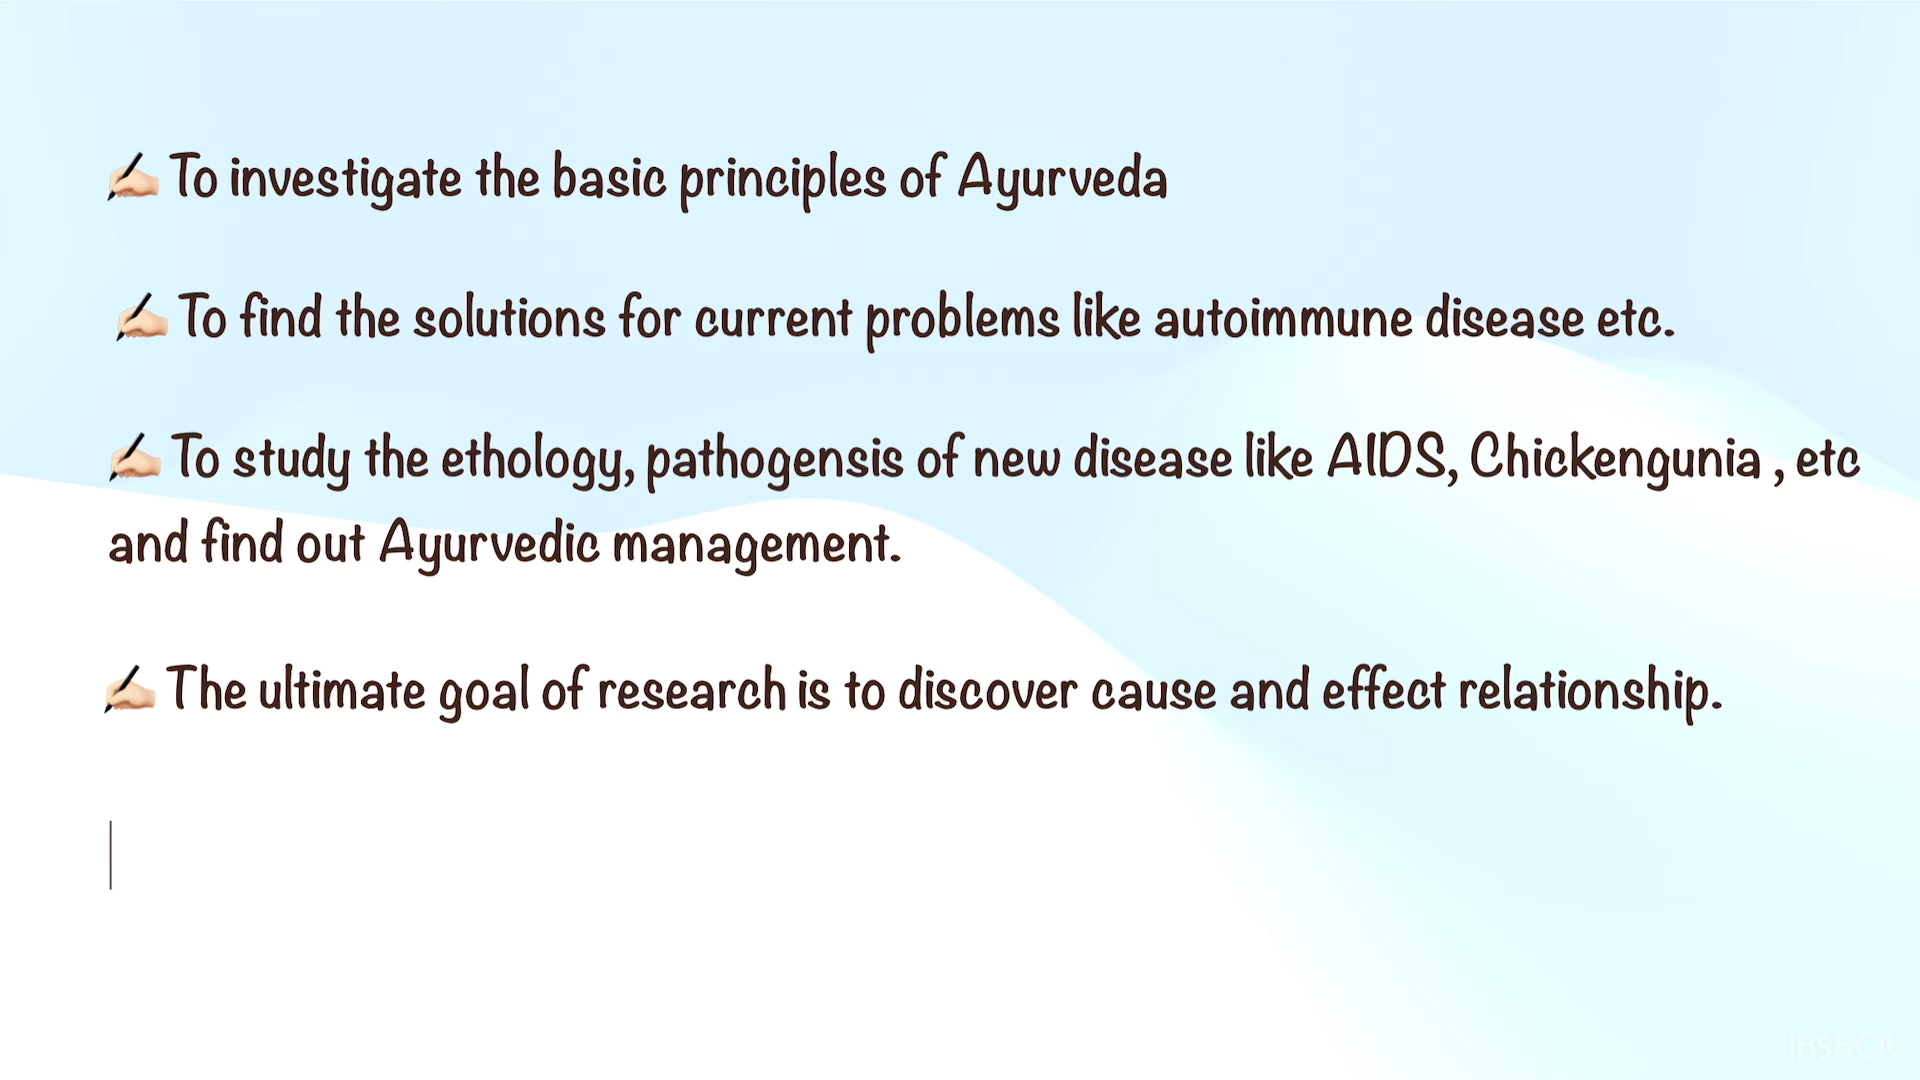 ✍🏻 To investigate the basic principles of Ayurveda
✍🏻 To find the solutions for current problems like autoimmune disease etc.
✍🏻 To study the ethology, pathogensis of new disease like AIDS, Chickengunia , etc
and find out Ayurvedic management.
✍🏻 The ultimate goal of research is to discover cause and effect relationship.
InShOt